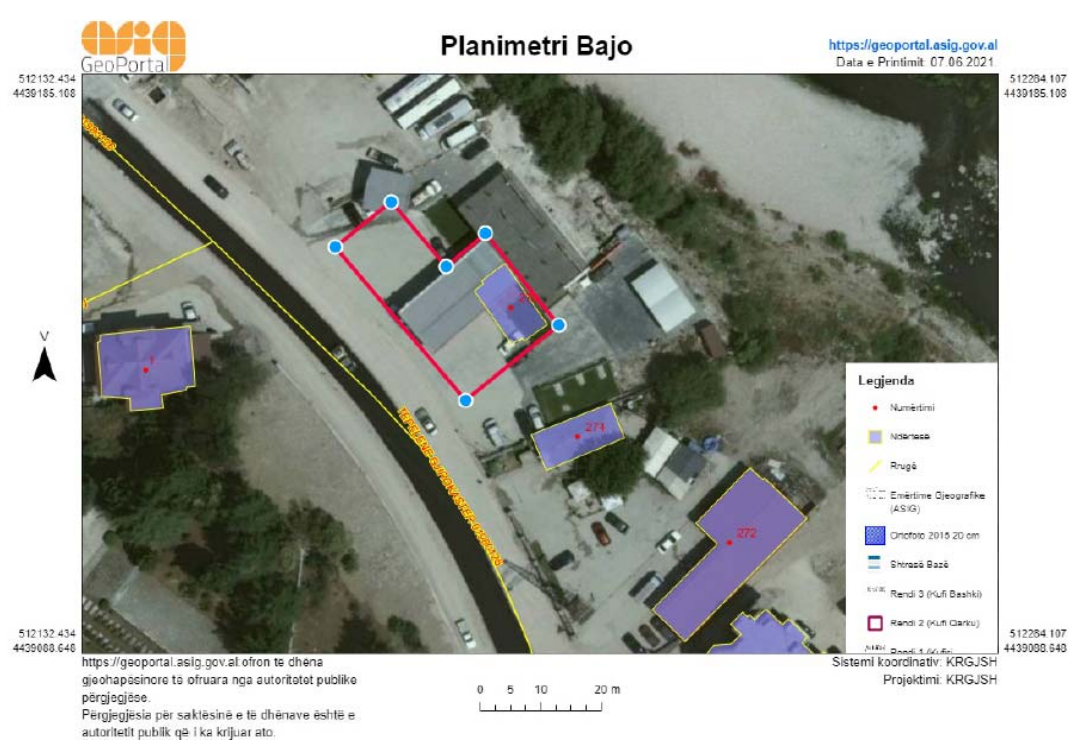 asig
GeoPortal
Planimetri Bajo
https://geoportal.asig.gov.al
Data e Printimit: 07.06.2021.
512132.434
4439185.108
512284.107
4439185.108
1
274
272
Legjenda
Numërtimi
Ndërtesë
Rrugë
Emërtime Gjeografike
(ASIG)
Ortofoto 2015 20 cm
Shtresë Bazë
Rendi 3 (Kufi Bashki)
Rendi 2 (Kufi Qarku)
512132.434
4439088.648
512284.107
4439088.648
https://geoportal.asig.gov.al ofron të dhëna
gjeohapësinore të ofruara nga autoritetet publike
përgjegjëse.
Përgjegjësia për saktësinë e të dhënave është e
autoritetit publik që i ka krijuar ato.
0 5 10 20 m
Sistemi koordinativ: KRGJSH
Projektimi: KRGJSH